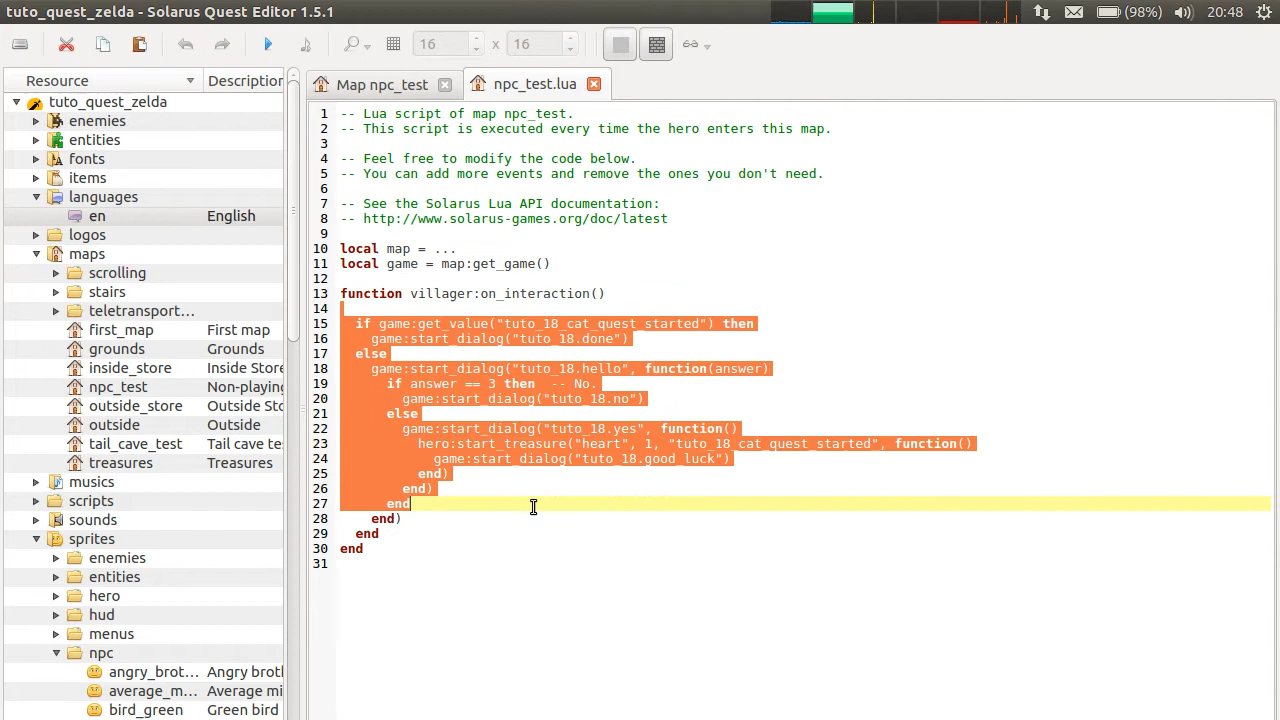 tuto_quest_zelda - Solarus Quest Editor 1.5.1
(98%) 20:48
16 x 16
Resource Description
Map npc_test npc_test.lua
tuto_quest_zelda
enemies
entities
fonts
items
languages
en English
logos
maps
scrolling
stairs
teletransport...
first_map First map
grounds Grounds
inside_store Inside Store
npc_test Non-playing
outside_store Outside Sto
outside Outside
tail_cave_test Tail cave tes
treasures Treasures
musics
scripts
sounds
sprites
enemies
entities
hero
hud
menus
npc
angry_brot... Angry broth
average_m... Average mi
bird_green Green bird
1 -- Lua script of map npc_test.
2 -- This script is executed every time the hero enters this map.
3
4 -- Feel free to modify the code below.
5 -- You can add more events and remove the ones you don't need.
6
7 -- See the Solarus Lua API documentation:
8 -- http://www.solarus-games.org/doc/latest
9
10 local map = ...
11 local game = map:get_game()
12
13 function villager:on_interaction()
14
15 if game:get_value("tuto_18_cat_quest_started") then
16 game:start_dialog("tuto_18.done")
17 else
18 game:start_dialog("tuto_18.hello", function(answer)
19 if answer == 3 then -- No.
20 game:start_dialog("tuto_18.no")
21 else
22 game:start_dialog("tuto_18.yes", function()
23 hero:start_treasure("heart", 1, "tuto_18_cat_quest_started", function()
24 game:start_dialog("tuto_18.good_luck")
25 end)
26 end)
27 end
28 end)
29 end
30 end
31